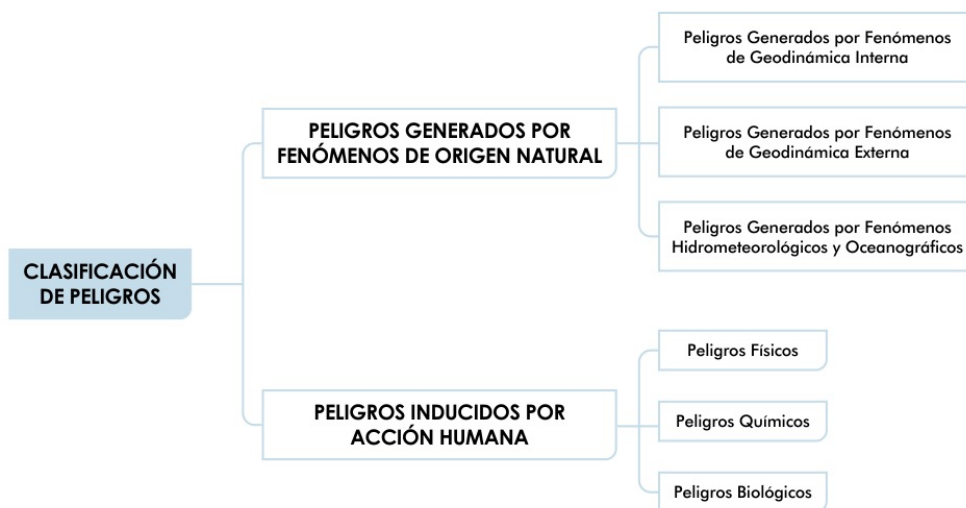 CLASIFICACIÓN
DE PELIGROS
PELIGROS GENERADOS POR
FENÓMENOS DE ORIGEN NATURAL
Peligros Generados por Fenómenos
de Geodinámica Interna
Peligros Generados por Fenómenos
de Geodinámica Externa
Peligros Generados por Fenómenos
Hidrometeorológicos y Oceanográficos
PELIGROS INDUCIDOS POR
ACCIÓN HUMANA
Peligros Físicos
Peligros Químicos
Peligros Biológicos